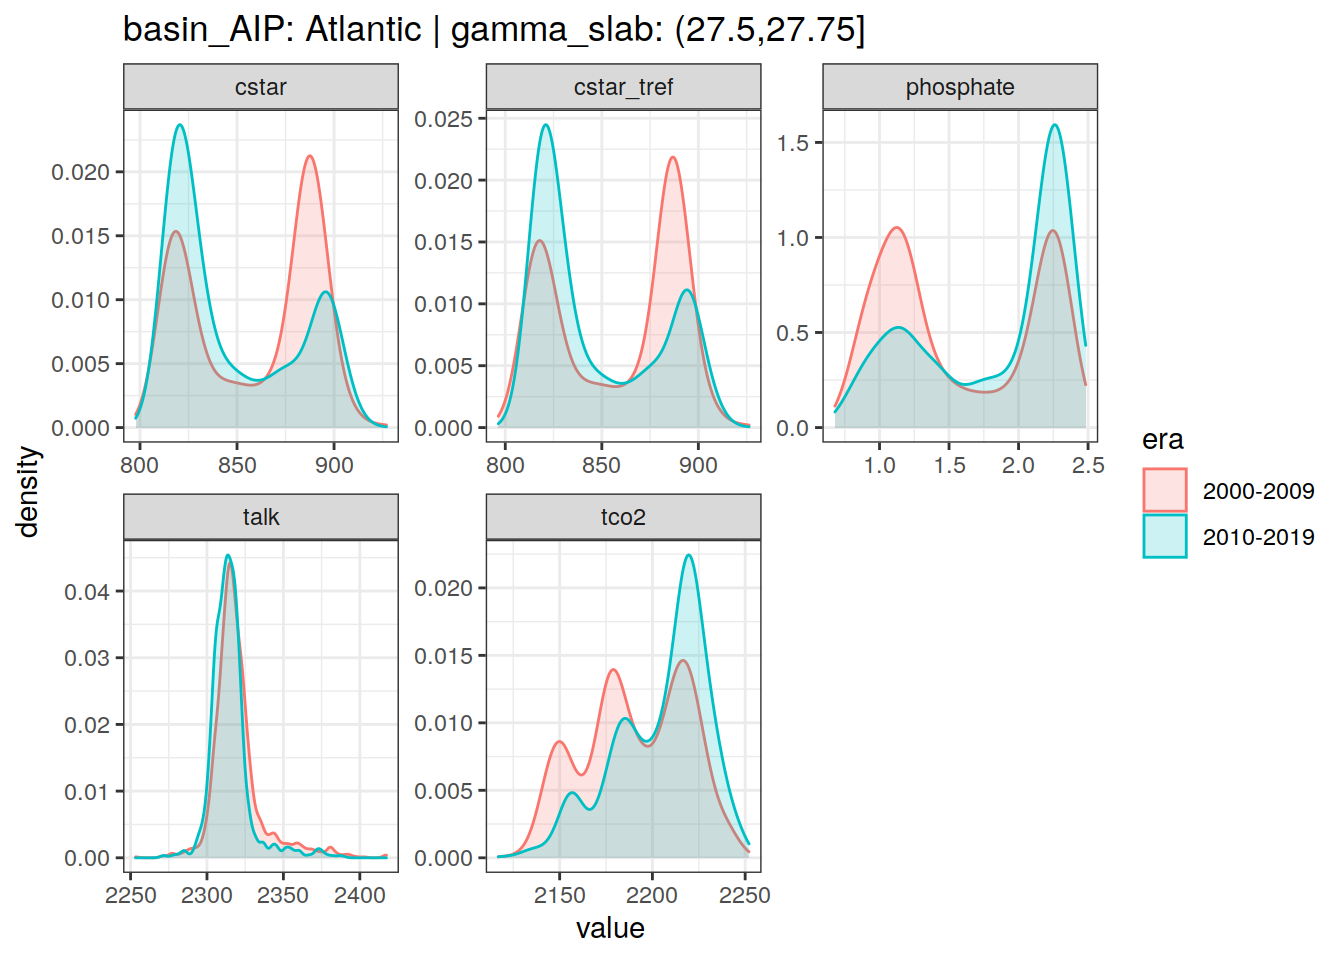 basin_AIP: Atlantic | gamma_slab: (27.5,27.75]
cstar
cstar_tref
phosphate
0.020
0.015
0.010
0.005
0.000
800 850 900
0.025
0.020
0.015
0.010
0.005
0.000
800 850 900
1.5
1.0
0.5
0.0
1.0 1.5 2.0 2.5
talk
tco2
0.04
0.03
0.02
0.01
0.00
2250 2300 2350 2400
0.020
0.015
0.010
0.005
0.000
2150 2200 2250
density
value
era
2000-2009
2010-2019